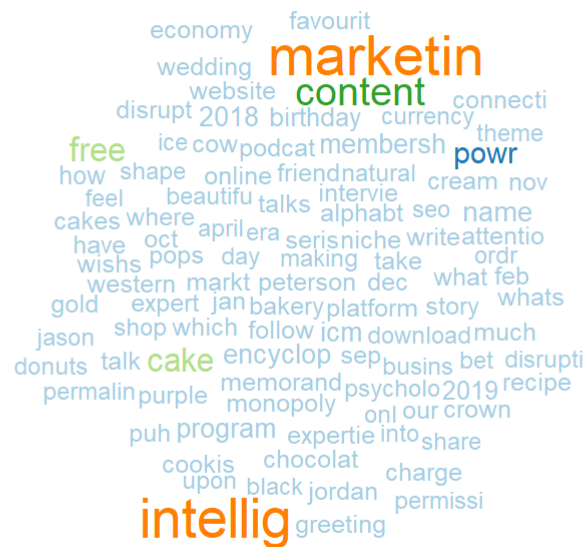 economy favourit
marketin
wedding
website content connecti
disrupt 2018 birthday currency
free ice cow podcat membersh theme
powr
how shape online friend natural cream nov
feel beautifu talks intervie
cakes where alphabt seo name
have oct april era seris niche write attentio
wishs pops day making take ordr
western markt peterson dec what feb
gold expert jan bakery platform story whats
jason shop which follow icm download much
donuts talk cake encyclop sep busins bet disrupti
permalin purple memorand psycholo 2019 recipe
monopoly onl our crown
puh program expertie into share
cookis chocolat
upon black jordan charge
permissi
intellig greeting